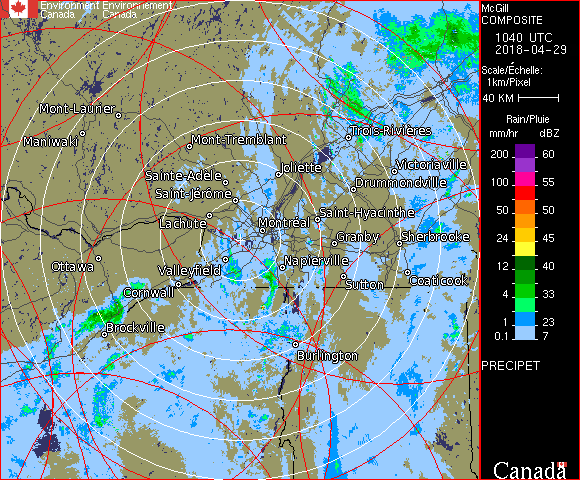 Environment Environnement
Canada Canada
McGill
COMPOSITE
1040 UTC
2018-04-29
Scale/Échelle:
1km/Pixel
40 KM
Rain/Pluie
mm/hr dBZ
200 60
100 55
50 50
24 45
12 40
4 33
1 23
0.1 7
PRECIPET
Canada
Mont-Laurier
Maniwaki
Mont-Tremblant
Trois-Rivières
Sainte-Adèle
Joliette
Victoriaville
Saint-Jérôme
Drummondville
Lachute
Montréal
Saint-Hyacinthe
Granby
Sherbrooke
Ottawa
Valleyfield
Napierville
Sutton
Coaticook
Cornwall
Brockville
Burlington